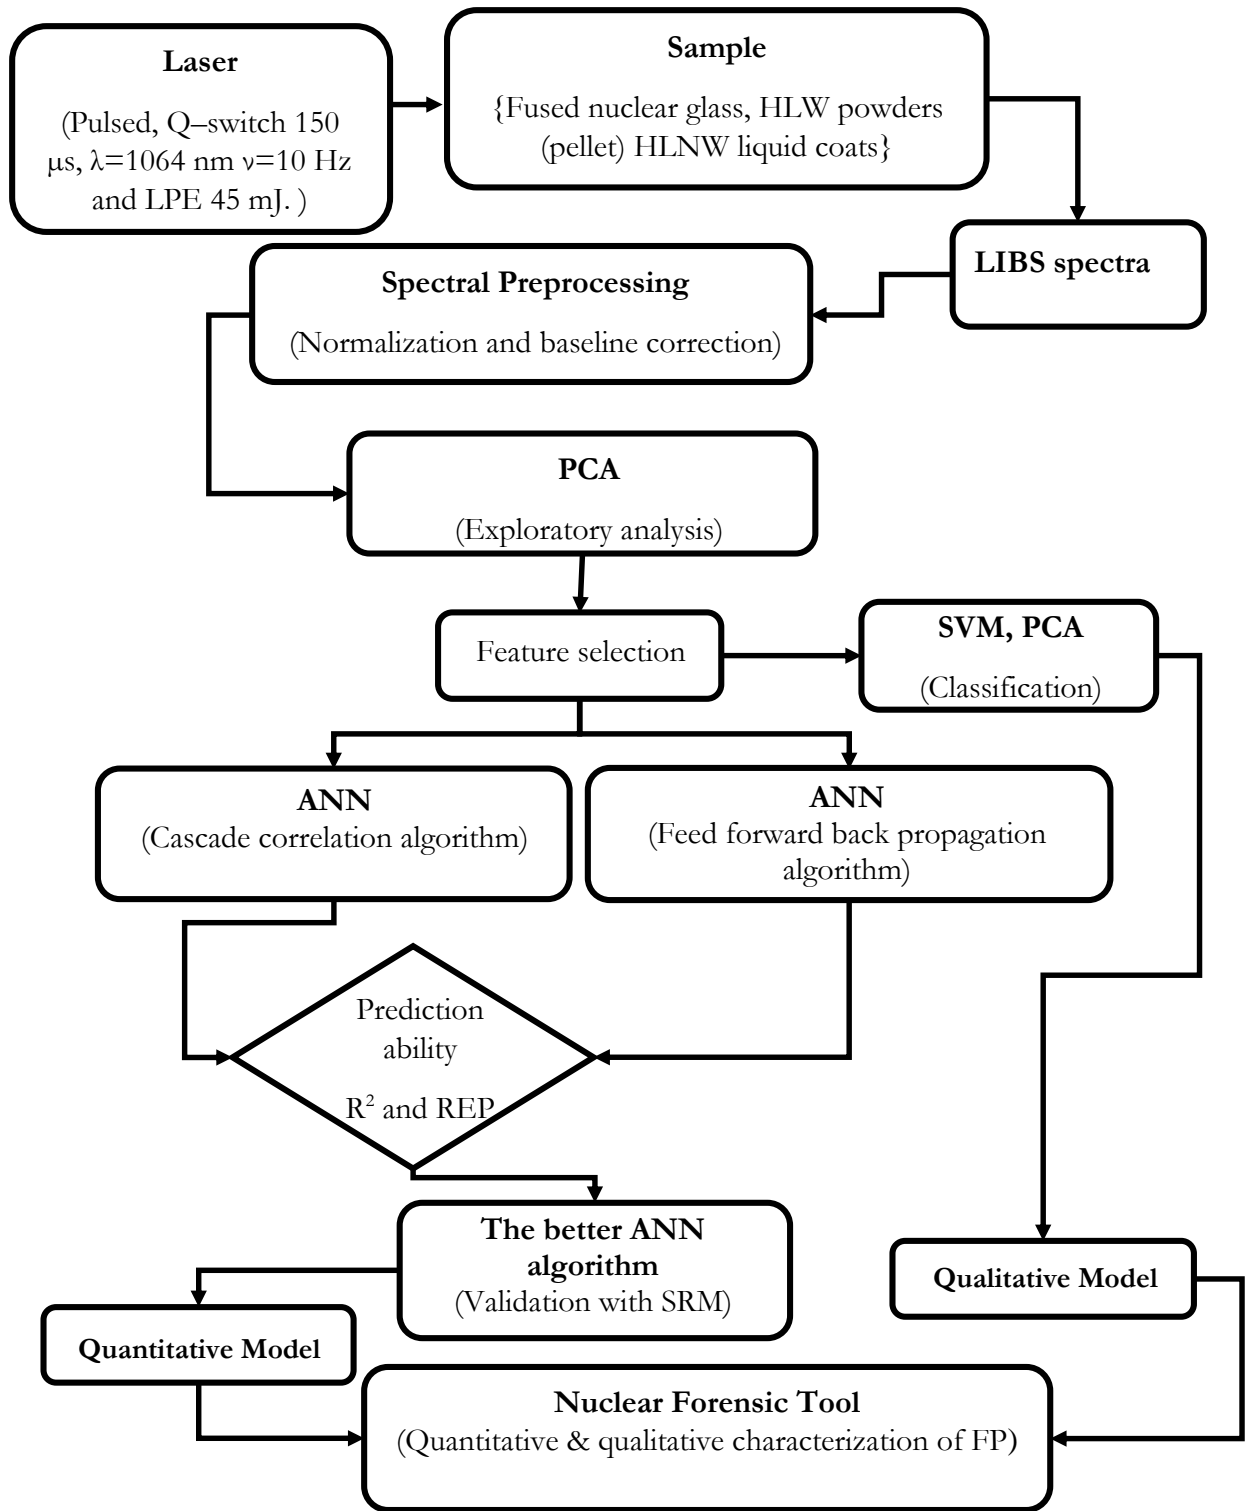 Laser
(Pulsed, Q–switch 150
μs, λ=1064 nm ν=10 Hz
and LPE 45 mJ. )
Sample
{Fused nuclear glass, HLW powders
(pellet) HLNW liquid coats}
LIBS spectra
Spectral Preprocessing
(Normalization and baseline correction)
PCA
(Exploratory analysis)
Feature selection
SVM, PCA
(Classification)
ANN
(Cascade correlation algorithm)
ANN
(Feed forward back propagation
algorithm)
Prediction
ability
R² and REP
The better ANN
algorithm
(Validation with SRM)
Qualitative Model
Quantitative Model
Nuclear Forensic Tool
(Quantitative & qualitative characterization of FP)